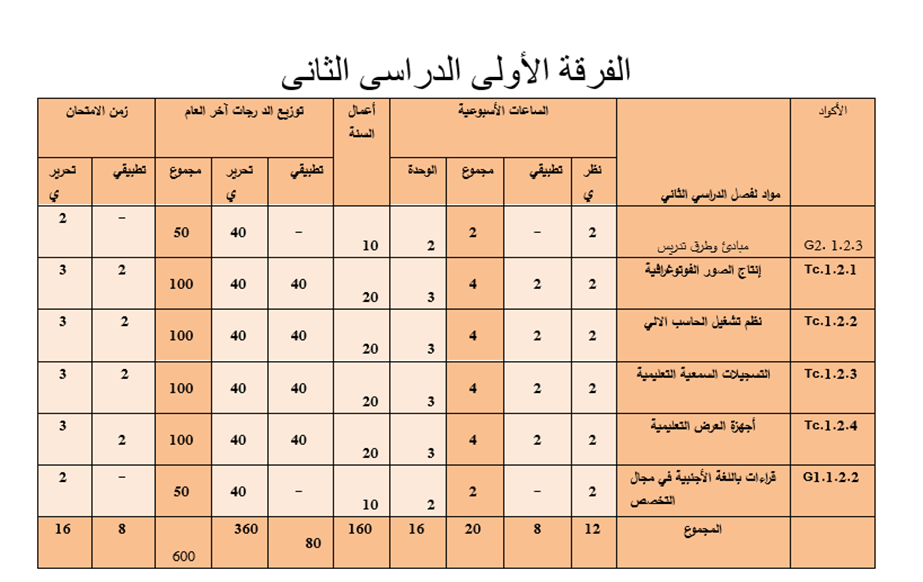 الفرقة الأولى الدراسى الثانى
الأكواد | مواد لفصل الدراسي الثاني | الساعات الأسبوعية | أعمال السنة | توزيع الد رجات آخر العام | زمن الامتحان
نظري | تطبيقي | مجموع | الوحدة | تطبيقي | تحريري | مجموع | تطبيقي | تحريري
G2. 1.2.3 | مبادئ وطرق تدريس | 2 | – | 2 | 2 | 10 | – | 40 | 50 | – | 2
Tc.1.2.1 | إنتاج الصور الفوتوغرافية | 2 | 2 | 4 | 3 | 20 | 40 | 40 | 100 | 2 | 3
Tc.1.2.2 | نظم تشغيل الحاسب الالي | 2 | 2 | 4 | 3 | 20 | 40 | 40 | 100 | 2 | 3
Tc.1.2.3 | التسجيلات السمعية التعليمية | 2 | 2 | 4 | 3 | 20 | 40 | 40 | 100 | 2 | 3
Tc.1.2.4 | أجهزة العرض التعليمية | 2 | 2 | 4 | 3 | 20 | 40 | 40 | 100 | 2 | 3
G1.1.2.2 | قراءات باللغة الأجنبية في مجال التخصص | 2 | – | 2 | 2 | 10 | – | 40 | 50 | – | 2
المجموع | 12 | 8 | 20 | 16 | 160 | 80 | 360 | 600 | 8 | 16